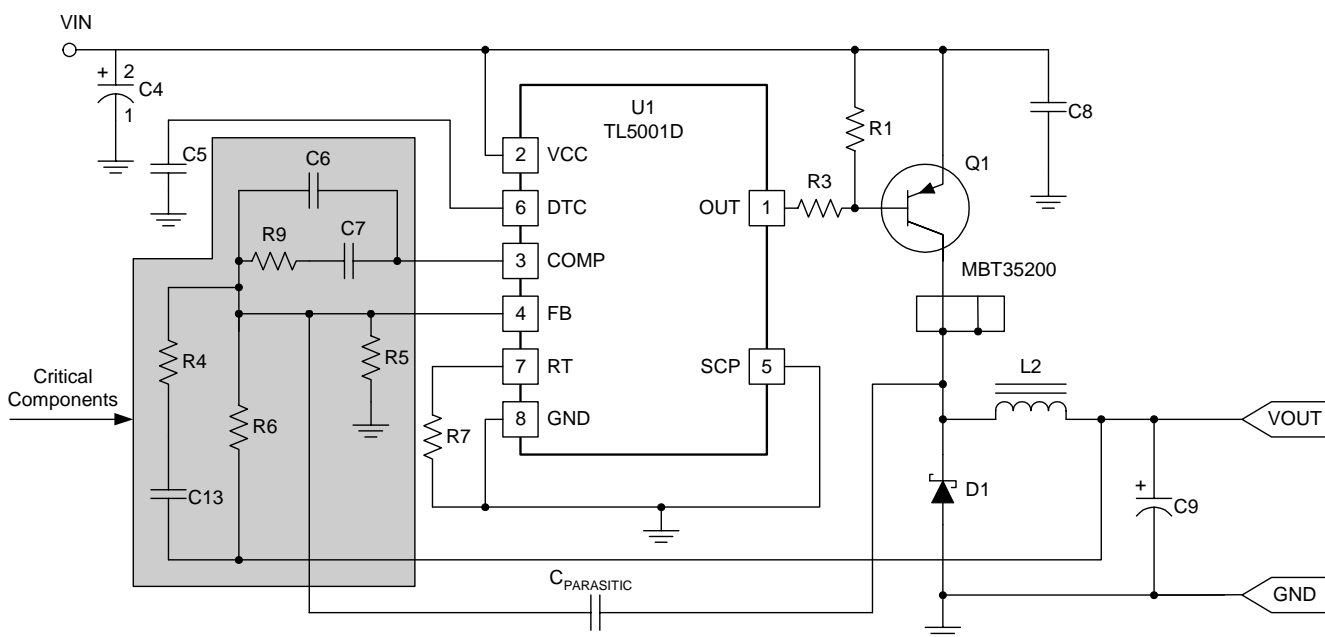 VIN
+ 2
C4
1
C5
C6
R9
C7
R4
R6
R5
C13
Critical
Components
U1
TL5001D
2 VCC
6 DTC
3 COMP
4 FB
7 RT
8 GND
OUT 1
SCP 5
R7
R3
R1
Q1
MBT35200
C8
L2
D1
+
C9
VOUT
GND
CPARASITIC